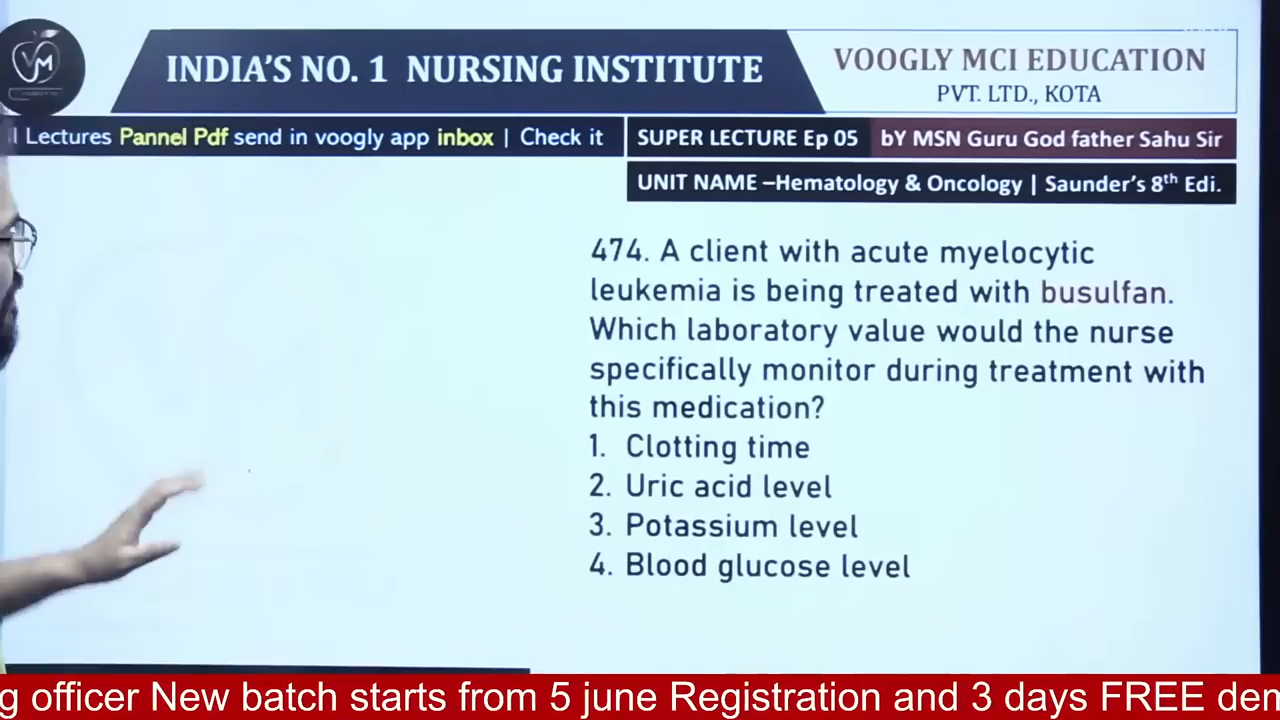 VM
INDIA'S NO. 1 NURSING INSTITUTE
VOOGLY MCI EDUCATION
PVT. LTD., KOTA
Lectures Pannel Pdf send in voogly app inbox | Check it
SUPER LECTURE Ep 05 bY MSN Guru God father Sahu Sir
UNIT NAME –Hematology & Oncology | Saunder's 8th Edi.
474. A client with acute myelocytic
leukemia is being treated with busulfan.
Which laboratory value would the nurse
specifically monitor during treatment with
this medication?
1. Clotting time
2. Uric acid level
3. Potassium level
4. Blood glucose level
g officer New batch starts from 5 june Registration and 3 days FREE dem